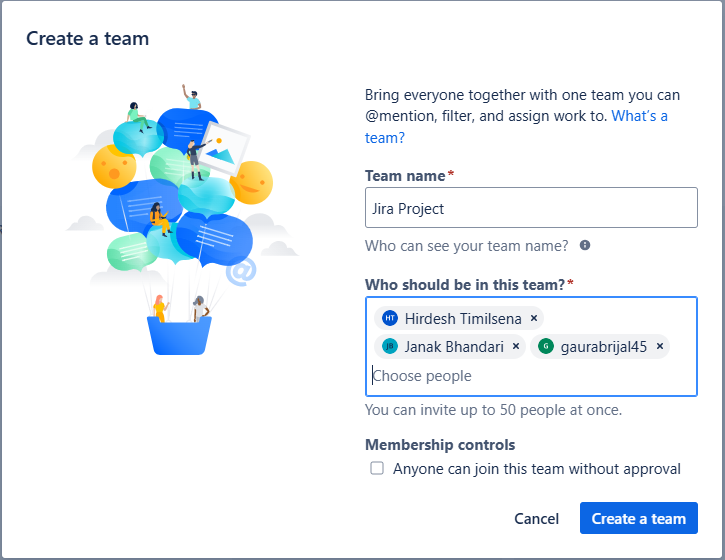 Create a team
Bring everyone together with one team you can
@mention, filter, and assign work to. What's a
team?
Team name*
Jira Project
Who can see your team name?
Who should be in this team?*
HT Hirdesh Timilsena ×
JB Janak Bhandari × G gaurabrijal45 ×
Choose people
You can invite up to 50 people at once.
Membership controls
Anyone can join this team without approval
Cancel Create a team
@